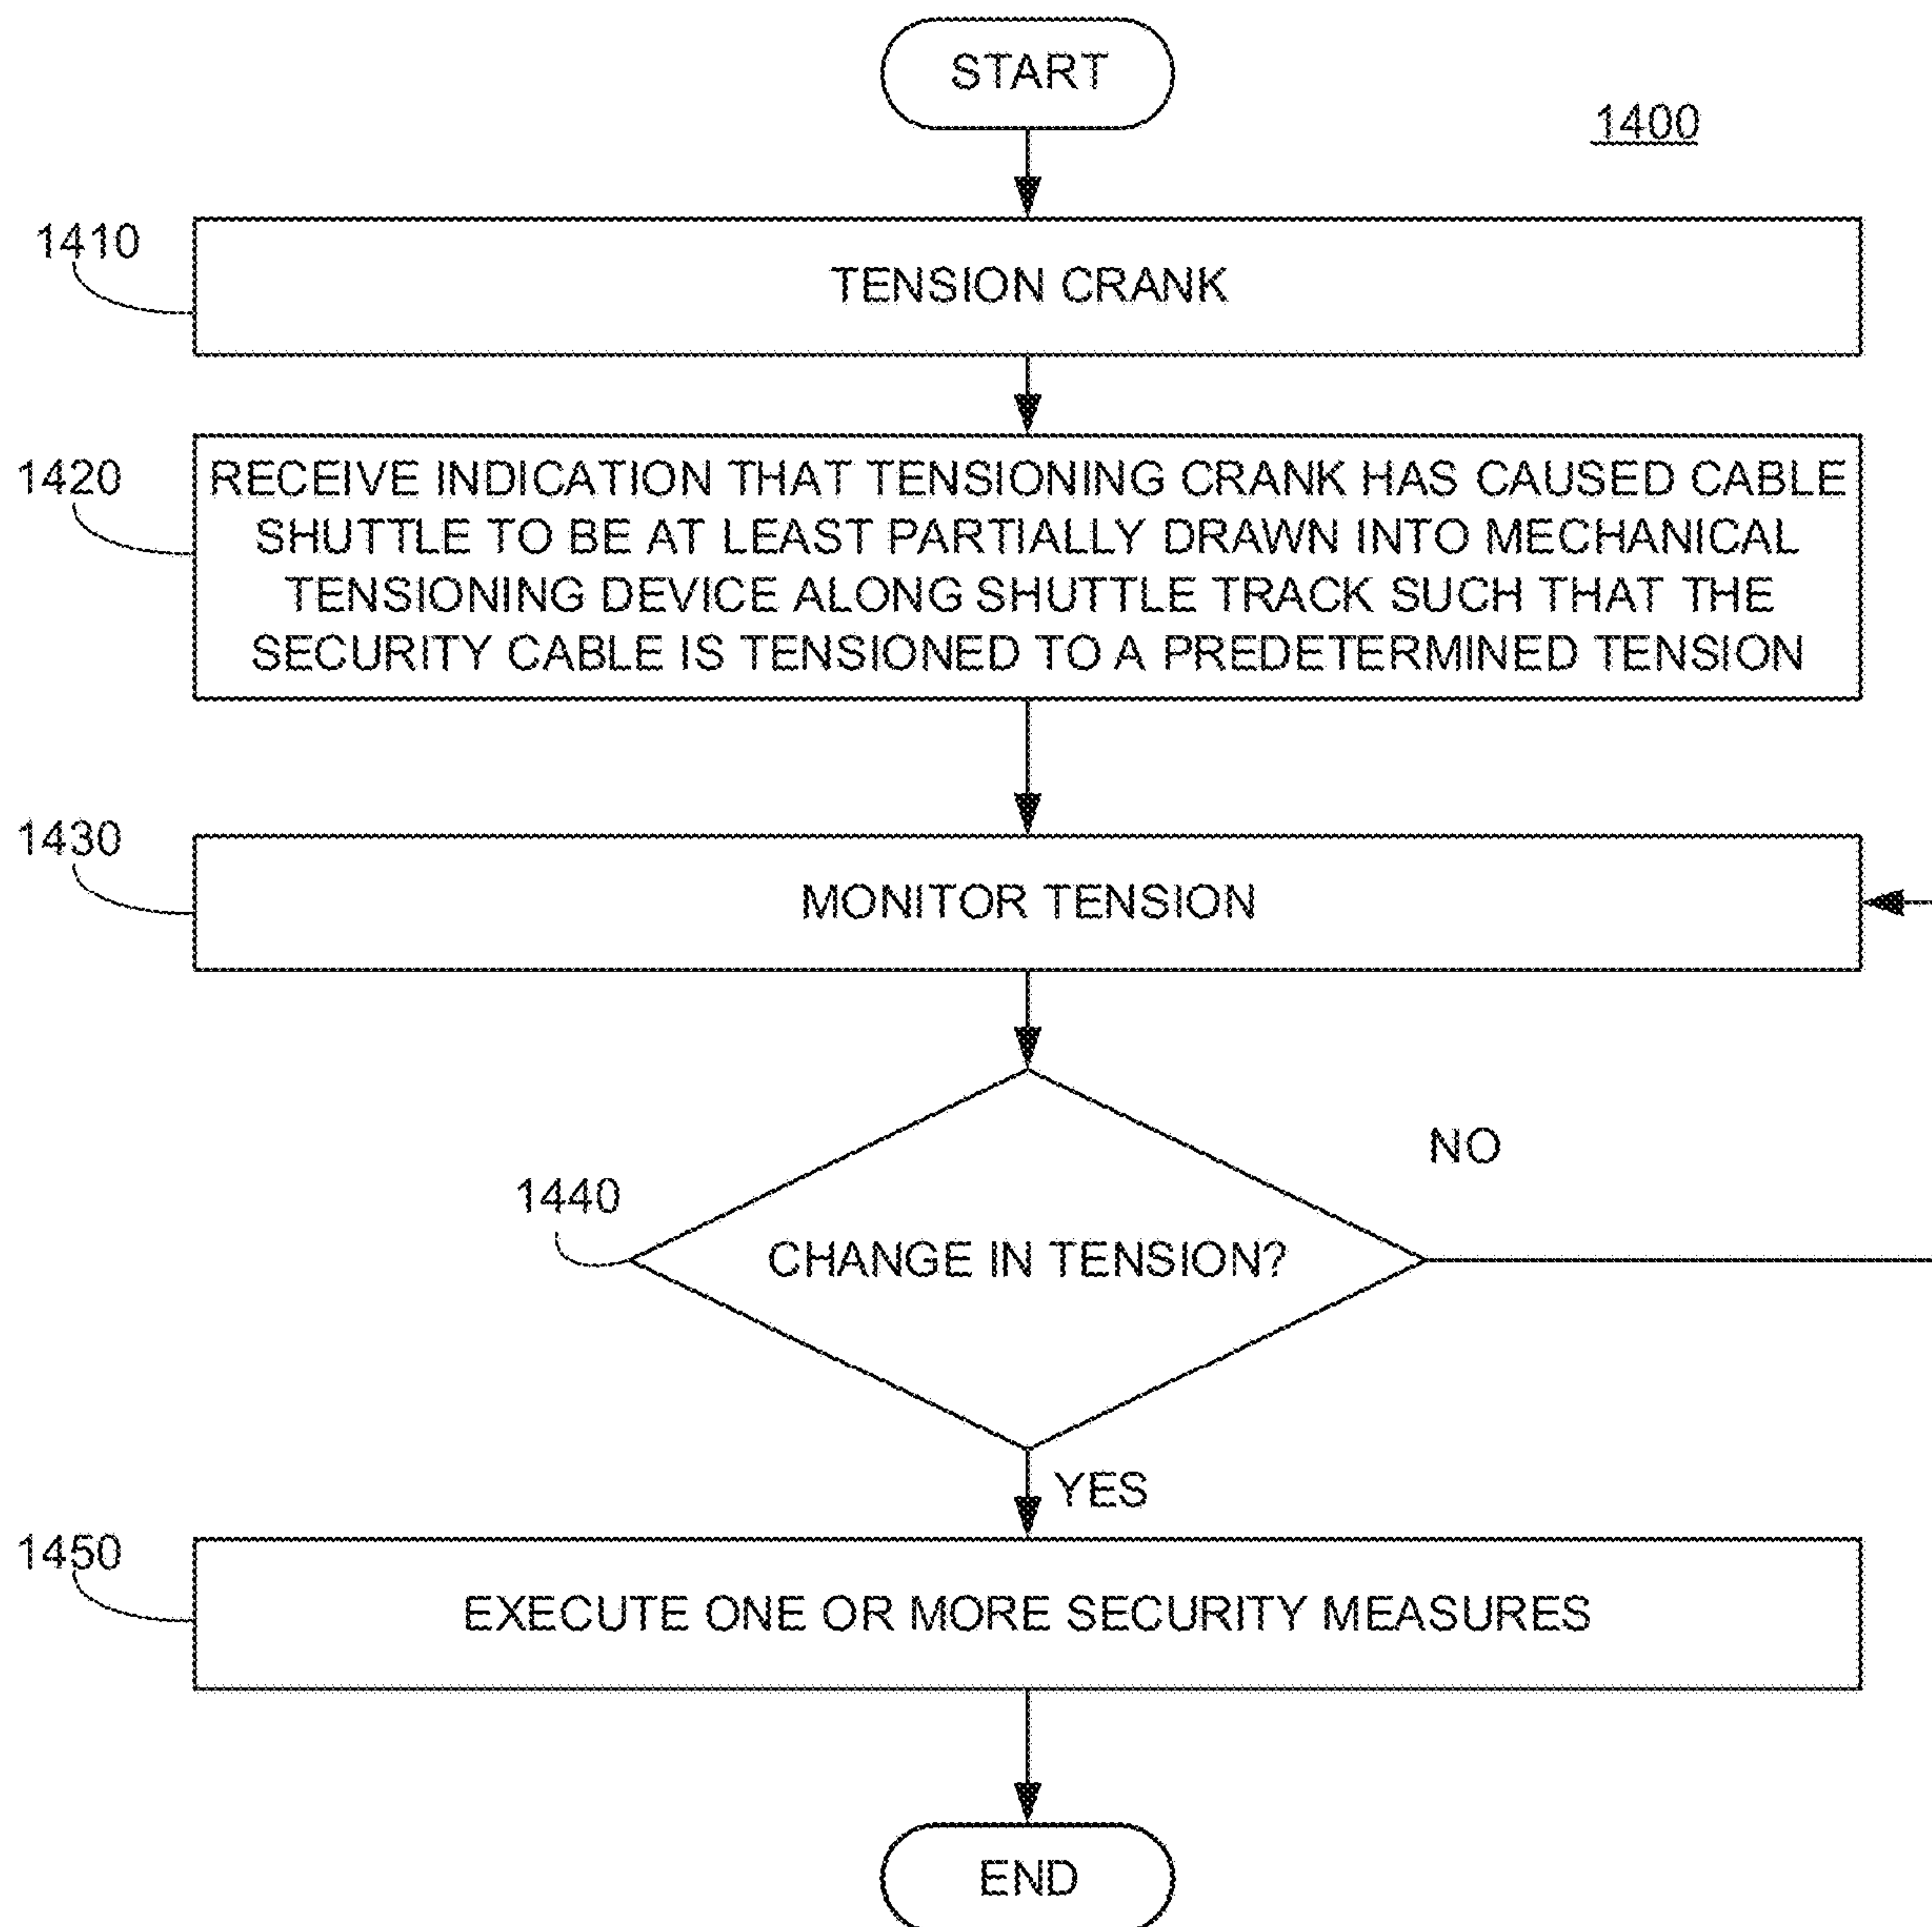 START
1400
1410
TENSION CRANK
1420
RECEIVE INDICATION THAT TENSIONING CRANK HAS CAUSED CABLE
SHUTTLE TO BE AT LEAST PARTIALLY DRAWN INTO MECHANICAL
TENSIONING DEVICE ALONG SHUTTLE TRACK SUCH THAT THE
SECURITY CABLE IS TENSIONED TO A PREDETERMINED TENSION
1430
MONITOR TENSION
NO
1440
CHANGE IN TENSION?
YES
1450
EXECUTE ONE OR MORE SECURITY MEASURES
END